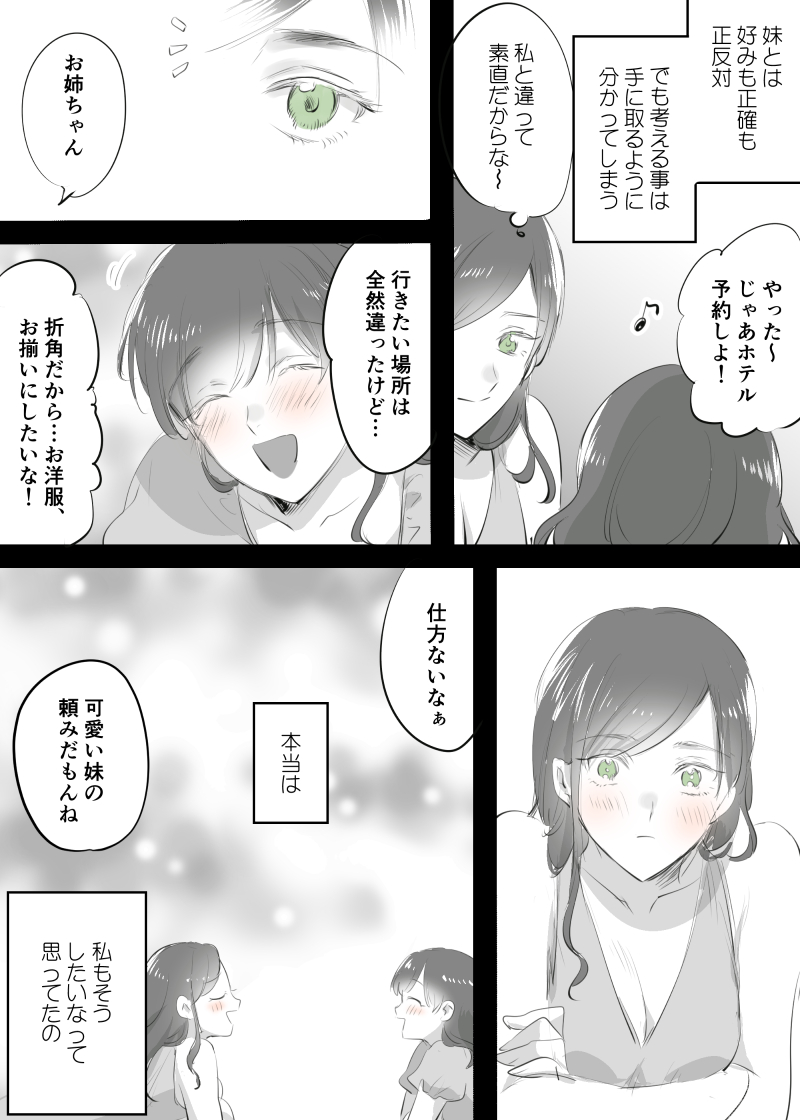 妹とは
好みも正確も
正反対
でも考える事は
手に取るように
分かってしまう
私と違って
素直だからな～
やった～
じゃあホテル
予約しよ！
お姉ちゃん
行きたい場所は
全然違ったけど…
折角だから…お洋服、
お揃いにしたいな！
仕方ないなぁ
本当は
可愛い妹の
頼みだもんね
私もそう
したいなって
思ってたの